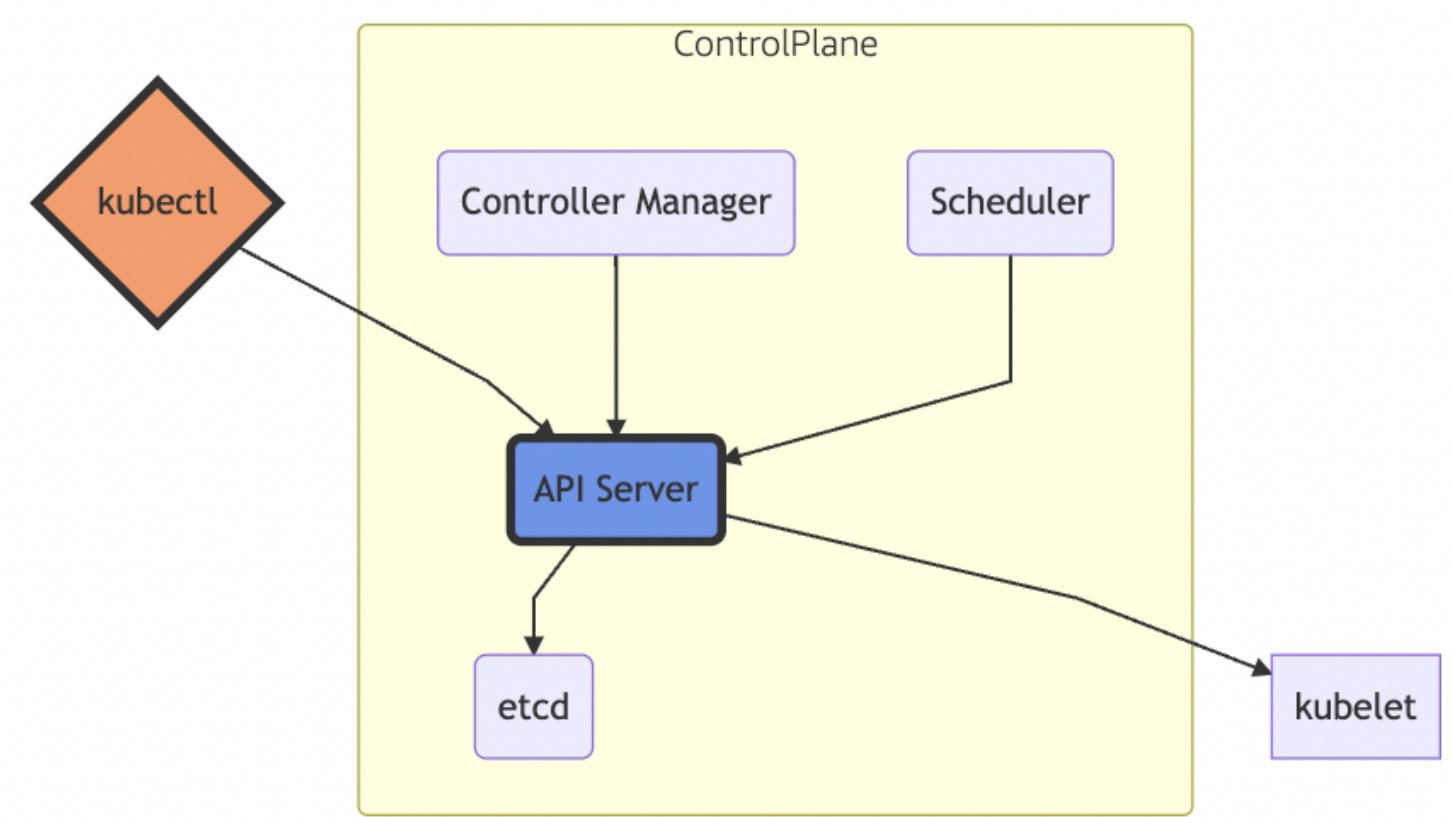 ControlPlane
kubectl
Controller Manager
Scheduler
API Server
etcd
kubelet